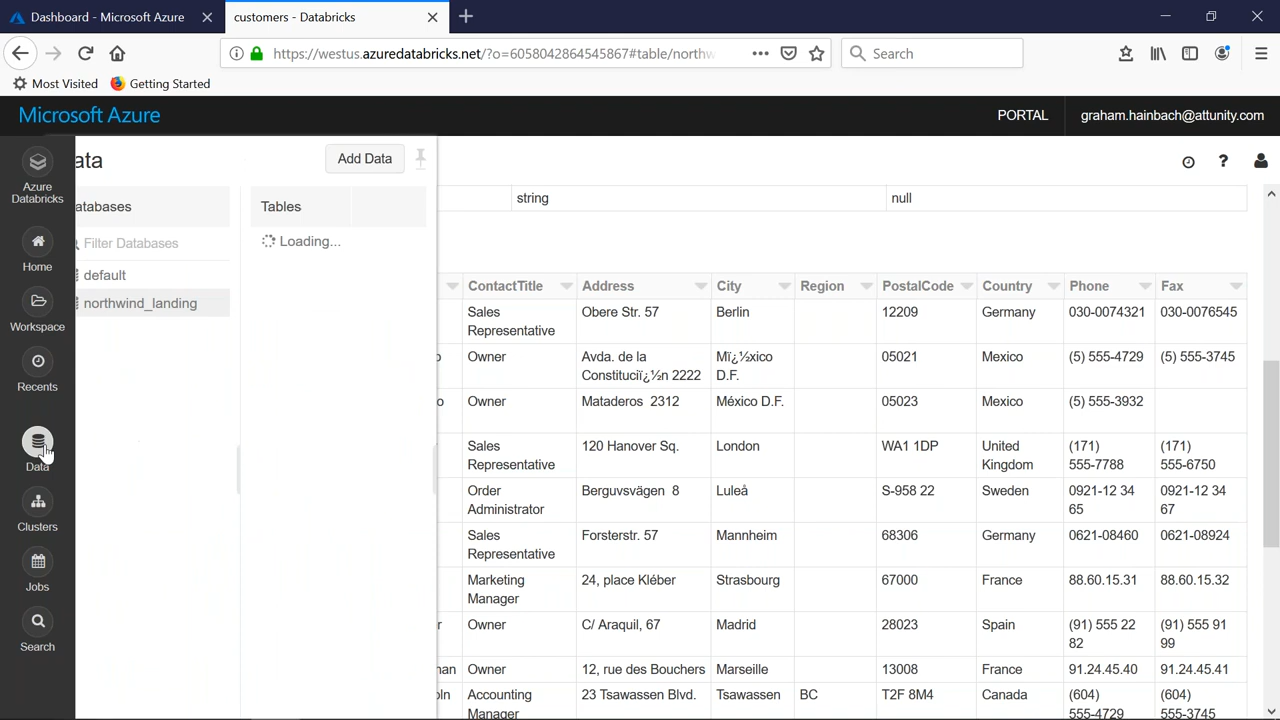 Dashboard - Microsoft Azure
customers - Databricks
https://westus.azuredatabricks.net/?o=6058042864545867#table/northw
Search
Most Visited
Getting Started
Microsoft Azure
PORTAL
graham.hainbach@attunity.com
Azure
Databricks
Home
Workspace
Recents
Data
Clusters
Jobs
Search
ata
Add Data
atabases
Filter Databases
default
northwind_landing
Tables
Loading...
string null
ContactTitle Address City Region PostalCode Country Phone Fax
Sales Obere Str. 57 Berlin 12209 Germany 030-0074321 030-0076545
Representative
Owner Avda. de la Mï¿½xico 05021 Mexico (5) 555-4729 (5) 555-3745
Constituciï¿½n 2222 D.F.
o Owner Mataderos 2312 México D.F. 05023 Mexico (5) 555-3932
Sales 120 Hanover Sq. London WA1 1DP United (171) (171)
Representative Kingdom 555-7788 555-6750
Order Berguvsvägen 8 Luleå S-958 22 Sweden 0921-12 34 0921-12 34
Administrator 65 67
Sales Forsterstr. 57 Mannheim 68306 Germany 0621-08460 0621-08924
Representative
Marketing 24, place Kléber Strasbourg 67000 France 88.60.15.31 88.60.15.32
Manager
r Owner C/ Araquil, 67 Madrid 28023 Spain (91) 555 22 (91) 555 91
82 99
nan Owner 12, rue des Bouchers Marseille 13008 France 91.24.45.40 91.24.45.41
oln Accounting 23 Tsawassen Blvd. Tsawassen BC T2F 8M4 Canada (604) (604)
Manager 555-4729 555-3745